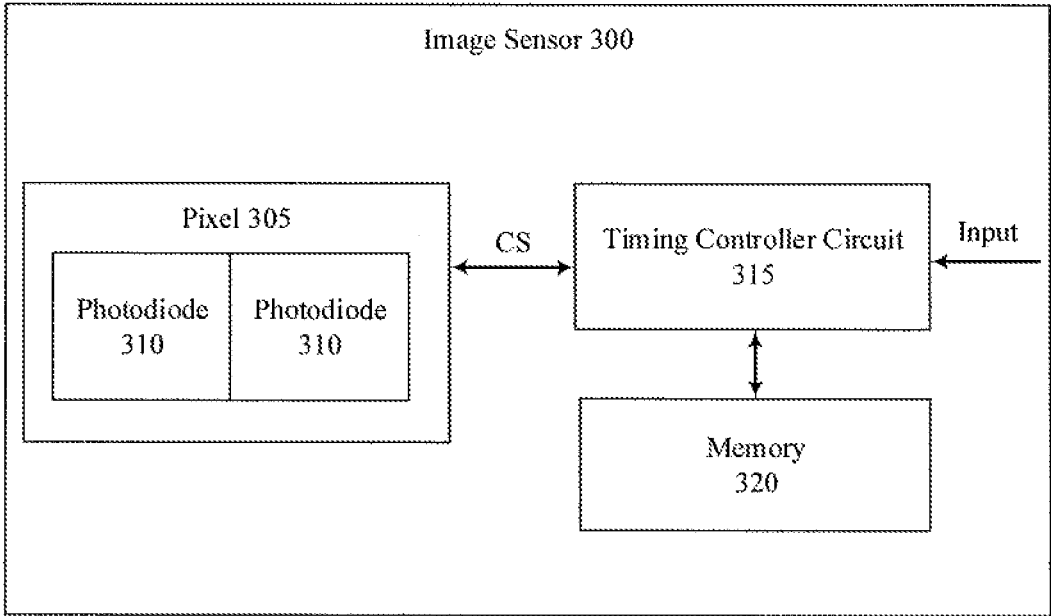 Image Sensor 300
Pixel 305
Photodiode
310
Photodiode
310
CS
Timing Controller Circuit
315
Input
Memory
320